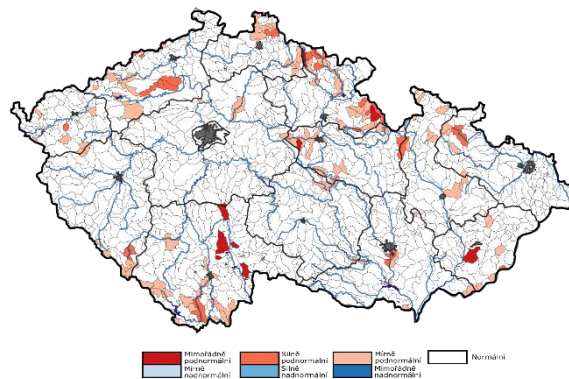 Mimořádně podnormální
Silně podnormální
Mírně podnormální
Normální
Mírně nadnormální
Silně nadnormální
Mimořádně nadnormální